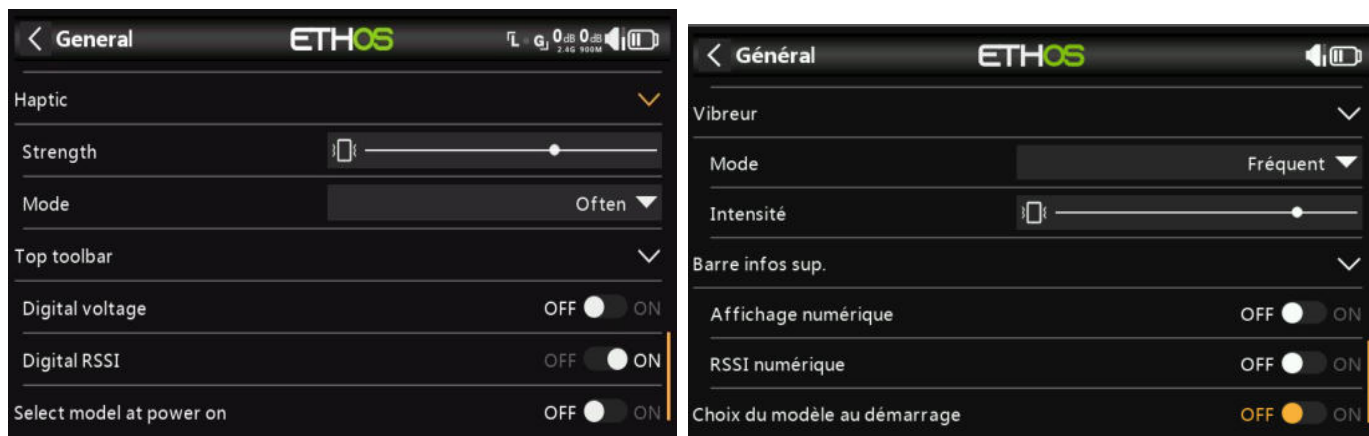 General
ETHOS
L G 0dB 0dB
2.4G 900M
Haptic
Strength
Mode
Often
Top toolbar
Digital voltage
OFF ON
Digital RSSI
OFF ON
Select model at power on
OFF ON
Général
ETHOS
Vibreur
Mode
Fréquent
Intensité
Barre infos sup.
Affichage numérique
OFF ON
RSSI numérique
OFF ON
Choix du modèle au démarrage
OFF ON